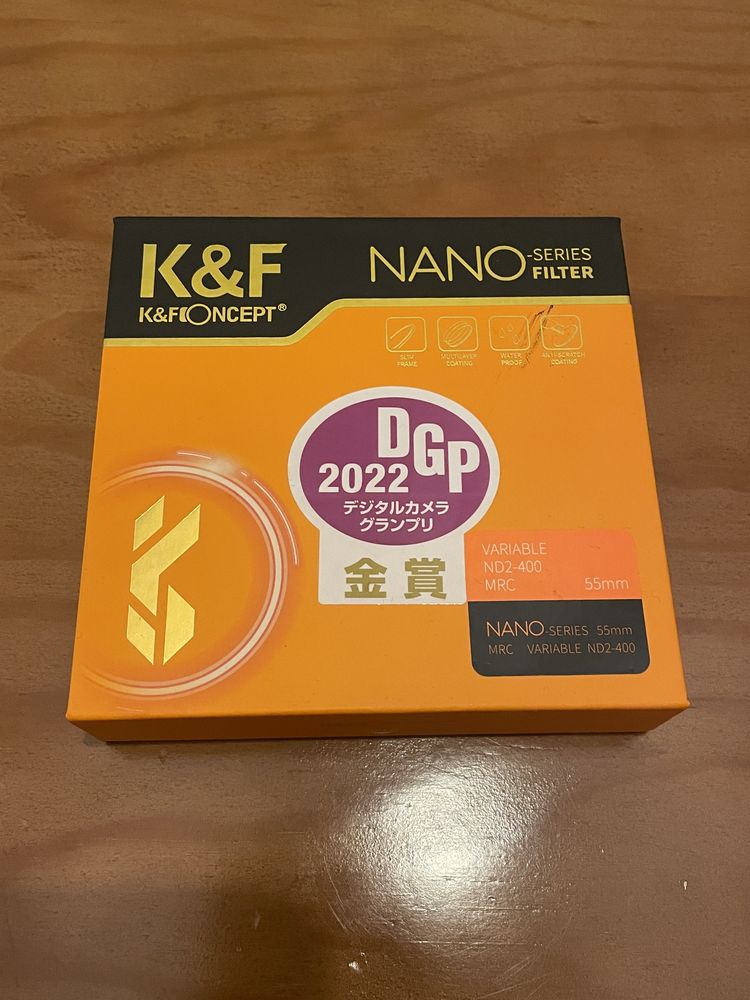 K&F
K&FCONCEPT®
NANO-SERIES
FILTER
SLIM
FRAME
MULTILAYER
COATING
WATER
PROOF
ANTI-SCRATCH
COATING
DGP
2022
デジタルカメラ
グランプリ
金賞
VARIABLE
ND2-400
MRC 55mm
NANO-SERIES 55mm
MRC VARIABLE ND2-400